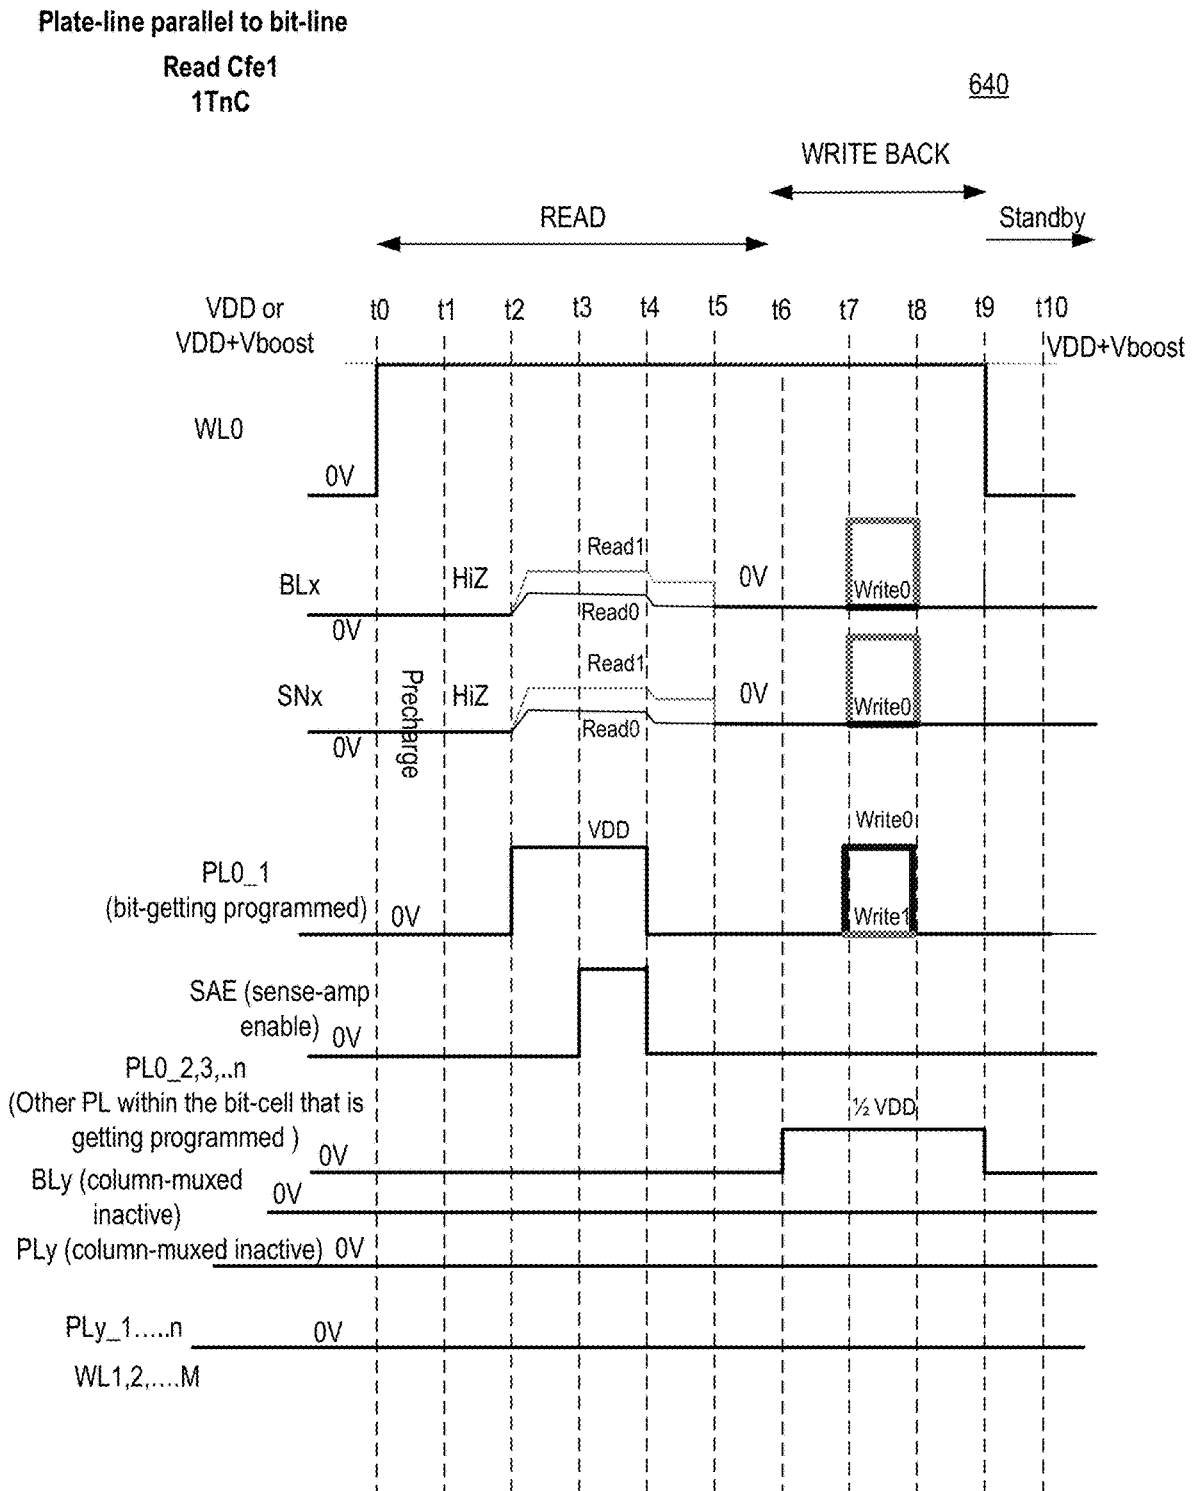 Plate-line parallel to bit-line
Read Cfe1
1TnC
640
WRITE BACK
READ
Standby
VDD or
VDD+Vboost
t0 t1 t2 t3 t4 t5 t6 t7 t8 t9 t10
VDD+Vboost
WL0
0V
BLx
0V
HiZ
Read1
Read0
0V
Write0
SNx
0V
Precharge
HiZ
Read1
Read0
0V
Write0
PL0_1
(bit-getting programmed)
0V
VDD
Write0
Write1
SAE (sense-amp
enable)
0V
PL0_2,3,..n
(Other PL within the bit-cell that is
getting programmed )
0V
½ VDD
BLy (column-muxed
inactive)
0V
PLy (column-muxed inactive) 0V
PLy_1.....n
0V
WL1,2,....M